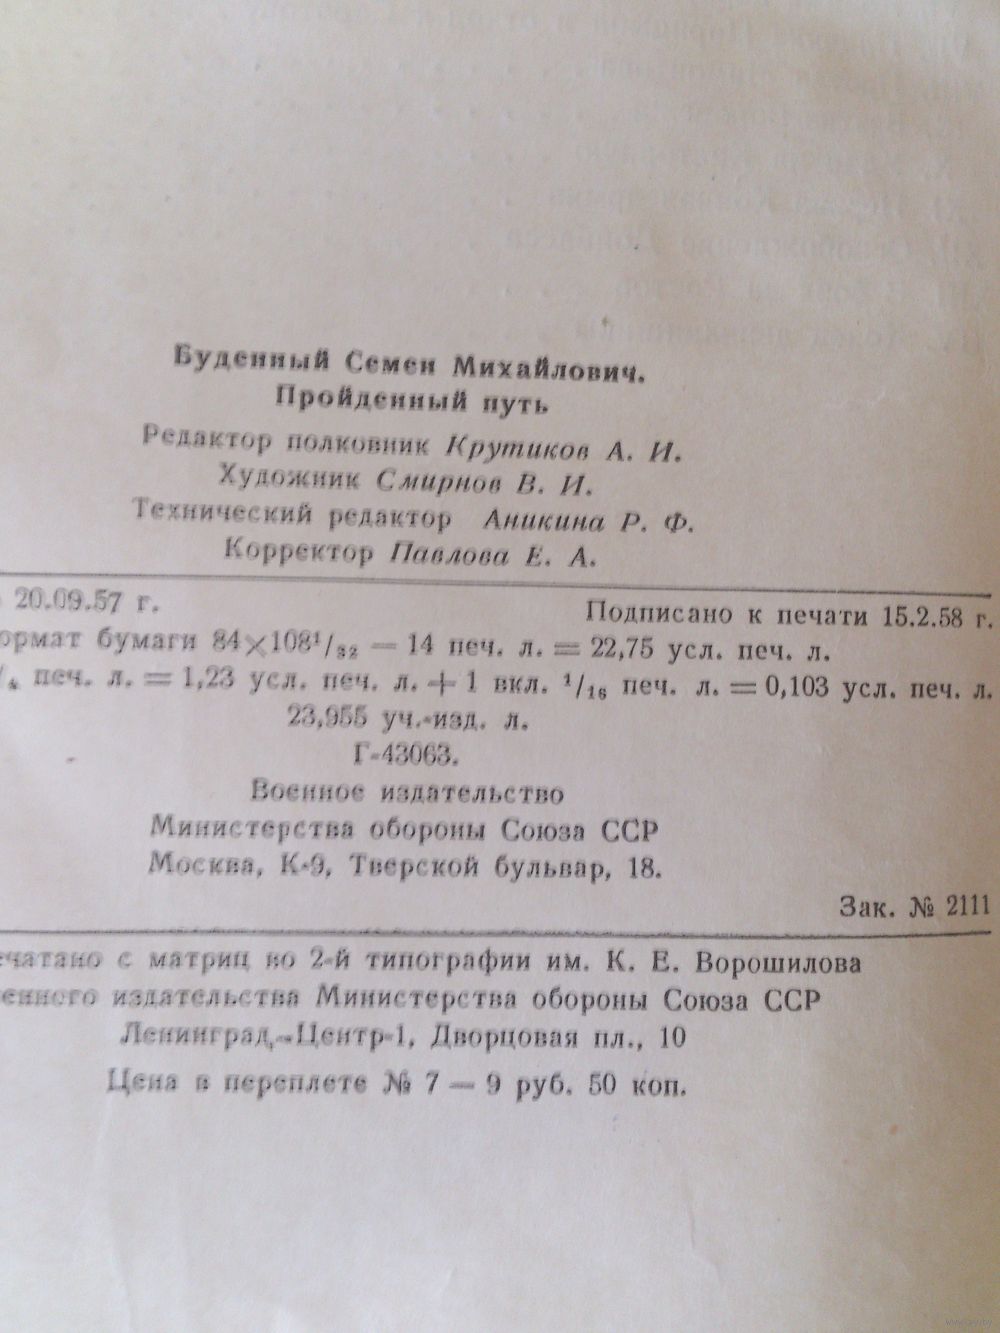 Буденный Семен Михайлович.
Пройденный путь
Редактор полковник Крутиков А. И.
Художник Смирнов В. И.
Технический редактор Аникина Р. Ф.
Корректор Павлова Е. А.
20.09.57 г. Подписано к печати 15.2.58 г.
ормат бумаги 84×108¹/₃₂ — 14 печ. л. = 22,75 усл. печ. л.
/₄ печ. л. = 1,23 усл. печ. л. + 1 вкл. ¹/₁₆ печ. л. = 0,103 усл. печ. л.
23,955 уч.-изд. л.
Г-43063.
Военное издательство
Министерства обороны Союза ССР
Москва, К-9, Тверской бульвар, 18.
Зак. № 2111
ечатано с матриц во 2-й типографии им. К. Е. Ворошилова
енного издательства Министерства обороны Союза ССР
Ленинград, Центр-1, Дворцовая пл., 10
Цена в переплете № 7 — 9 руб. 50 коп.